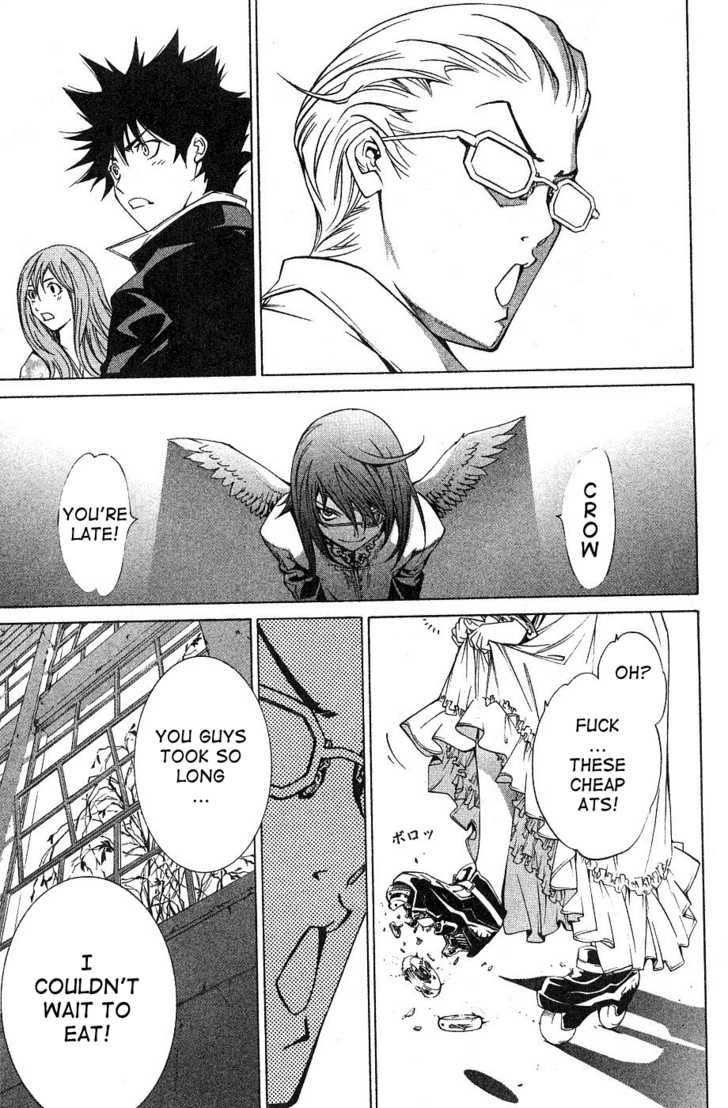 CROW
YOU'RE
LATE!
OH?
FUCK
...
THESE
CHEAP
ATS!
ボロッ
YOU GUYS
TOOK SO
LONG
...
I
COULDN'T
WAIT TO
EAT!